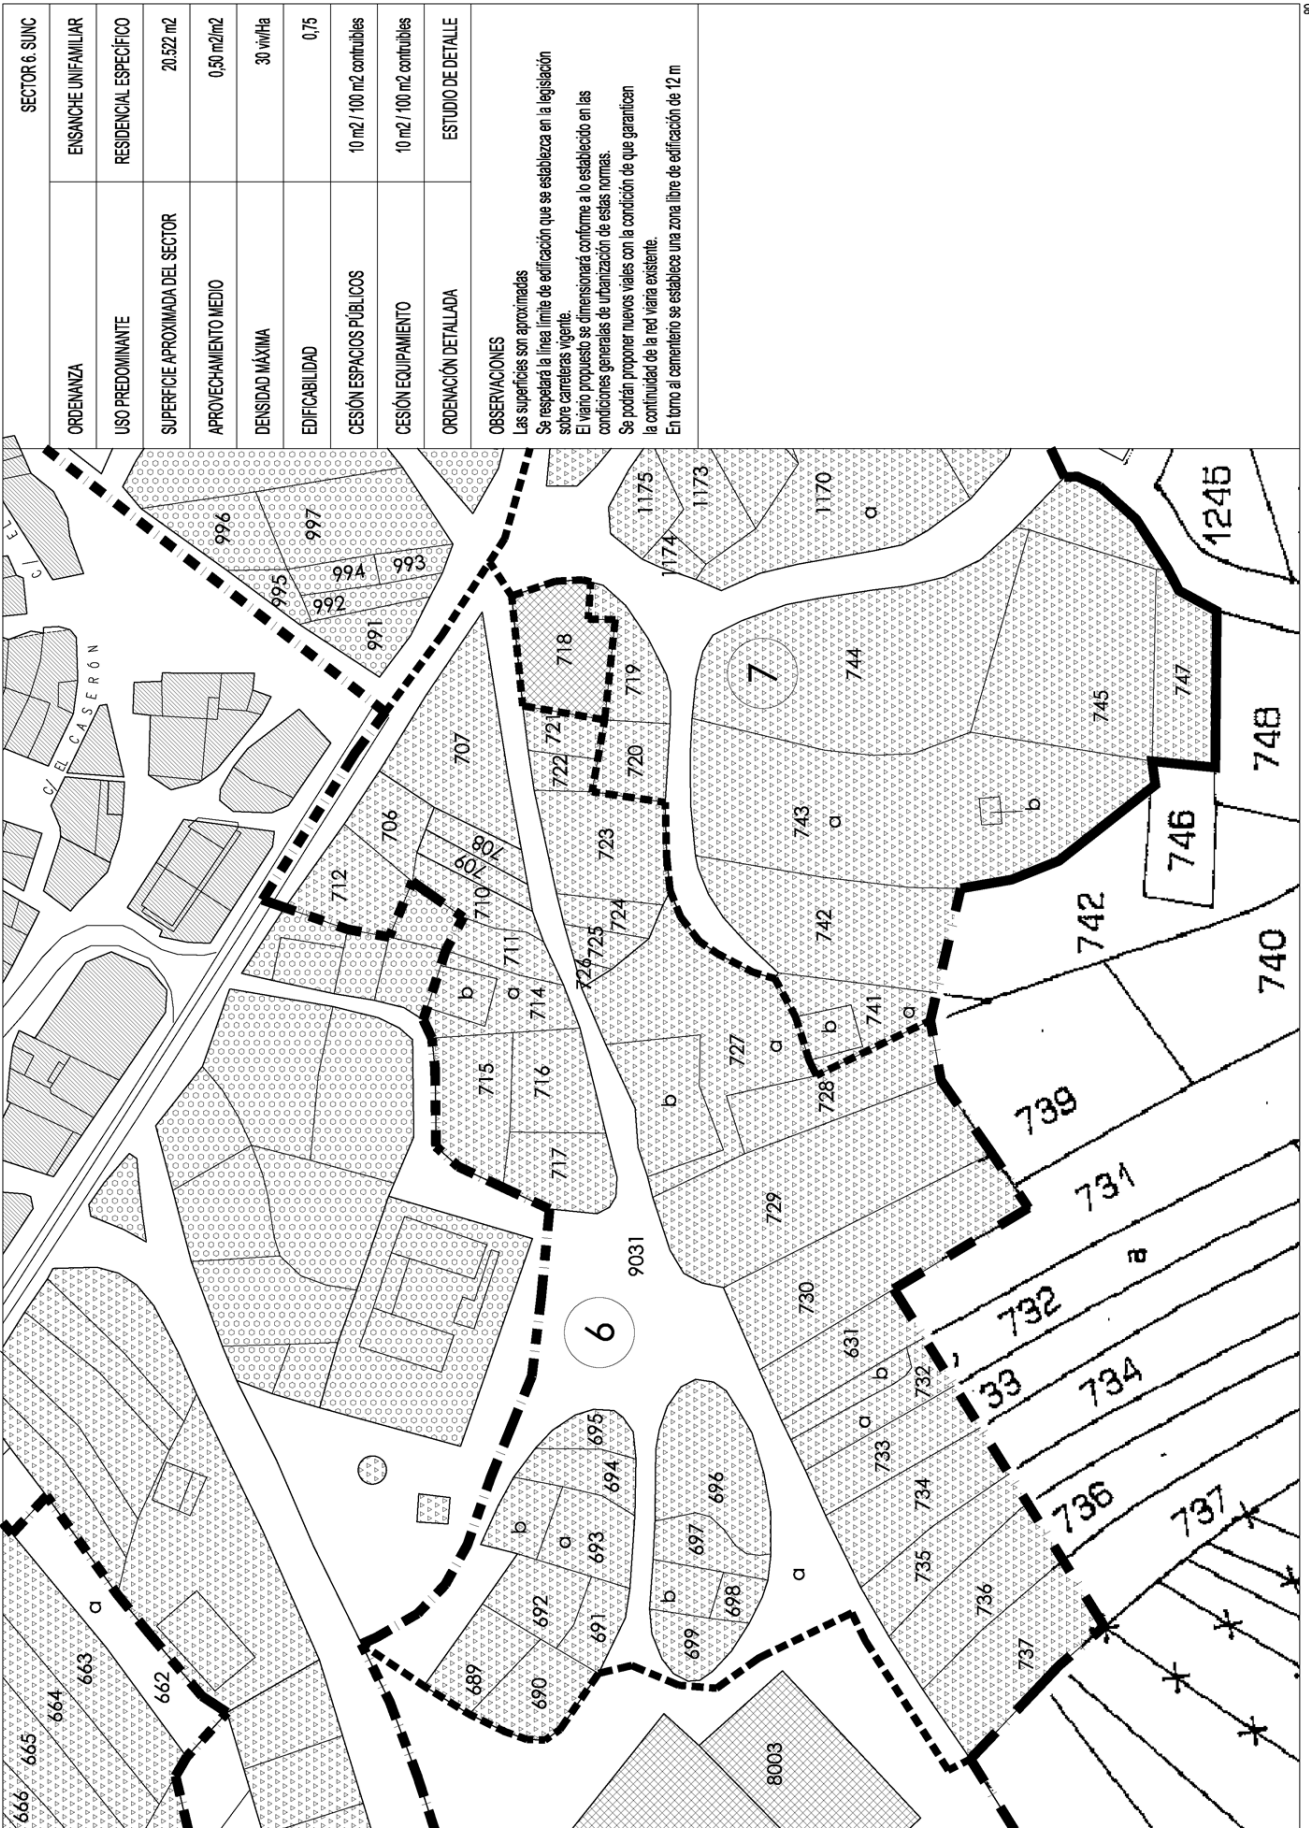 SECTOR 6. SUNC
ORDENANZA ENSANCHE UNIFAMILIAR
USO PREDOMINANTE RESIDENCIAL ESPECÍFICO
SUPERFICIE APROXIMADA DEL SECTOR 20.522 m2
APROVECHAMIENTO MEDIO 0,50 m2/m2
DENSIDAD MÁXIMA 30 viv/Ha
EDIFICABILIDAD 0,75
CESIÓN ESPACIOS PÚBLICOS 10 m2 / 100 m2 contruibles
CESIÓN EQUIPAMIENTO 10 m2 / 100 m2 contruibles
ORDENACIÓN DETALLADA ESTUDIO DE DETALLE
OBSERVACIONES
Las superficies son aproximadas
Se respetará la línea límite de edificación que se establezca en la legislación
sobre carreteras vigente.
El viario propuesto se dimensionará conforme a lo establecido en las
condiciones generales de urbanización de estas normas.
Se podrán proponer nuevos viales con la condición de que garanticen
la continuidad de la red viaria existente.
En torno al cementerio se establece una zona libre de edificación de 12 m
C/ EL
C/ EL CASERÓN
996
997
995
994
993
992
991
1175
1173
1174
1170
a
718
719
721
722
720
707
706
708
709
710
712
723
724
725
726
711
b
a
714
715
716
717
7
744
745
747
743
a
b
742
741
a
b
727
a
b
728
729
730
631
b
a
732
733
734
735
736
737
9031
6
695
694
b
a
693
692
691
689
690
696
697
b
698
699
a
8003
a
662
663
664
665
666
1245
748
746
742
740
739
731
a
732
33
734
736
737